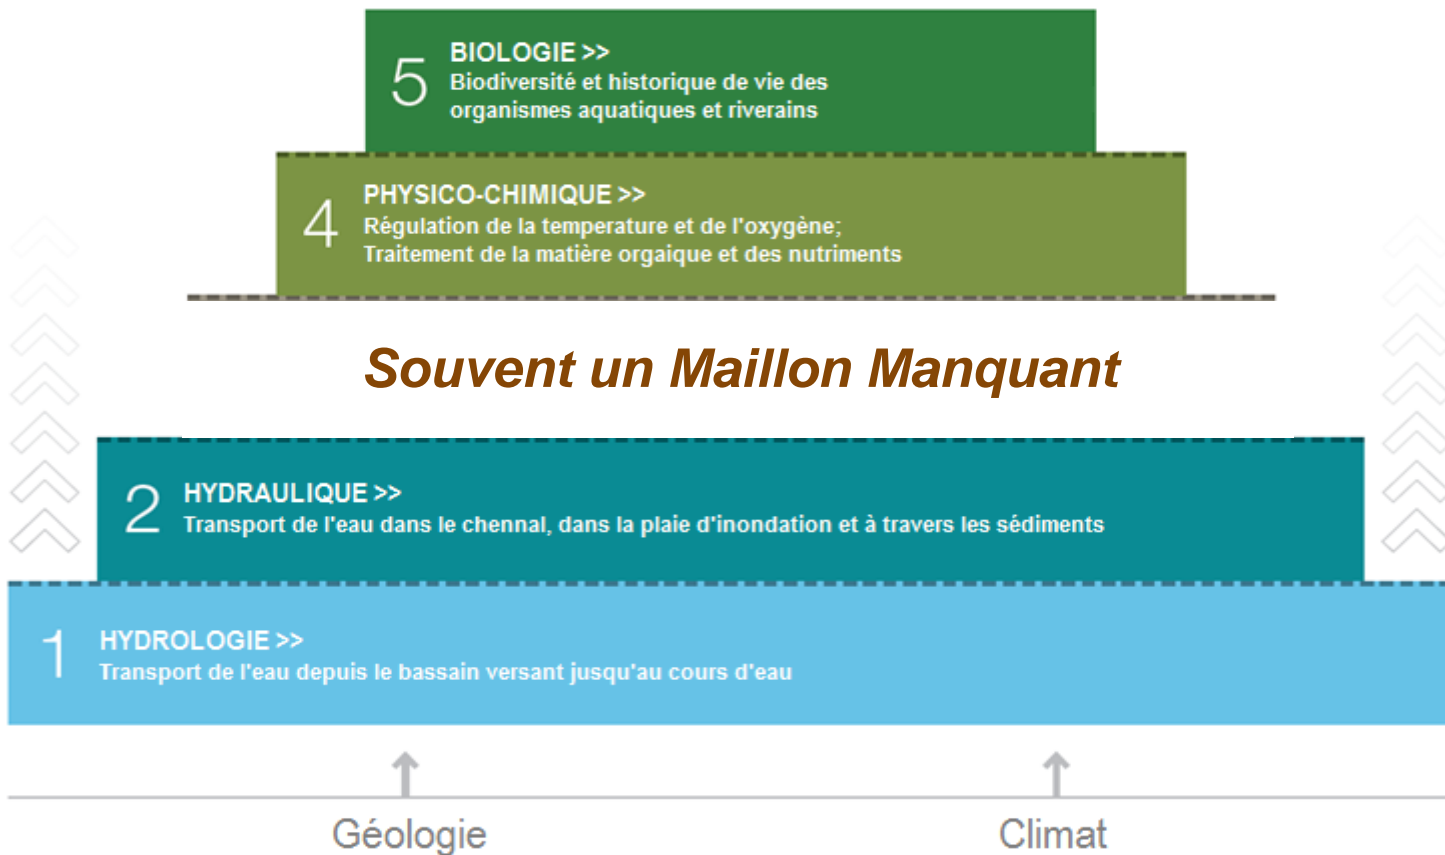 5
BIOLOGIE >>
Biodiversité et historique de vie des
organismes aquatiques et riverains
4
PHYSICO-CHIMIQUE >>
Régulation de la temperature et de l'oxygène;
Traitement de la matière orgaique et des nutriments
Souvent un Maillon Manquant
2
HYDRAULIQUE >>
Transport de l'eau dans le chennal, dans la plaie d'inondation et à travers les sédiments
1
HYDROLOGIE >>
Transport de l'eau depuis le bassain versant jusqu'au cours d'eau
Géologie
Climat